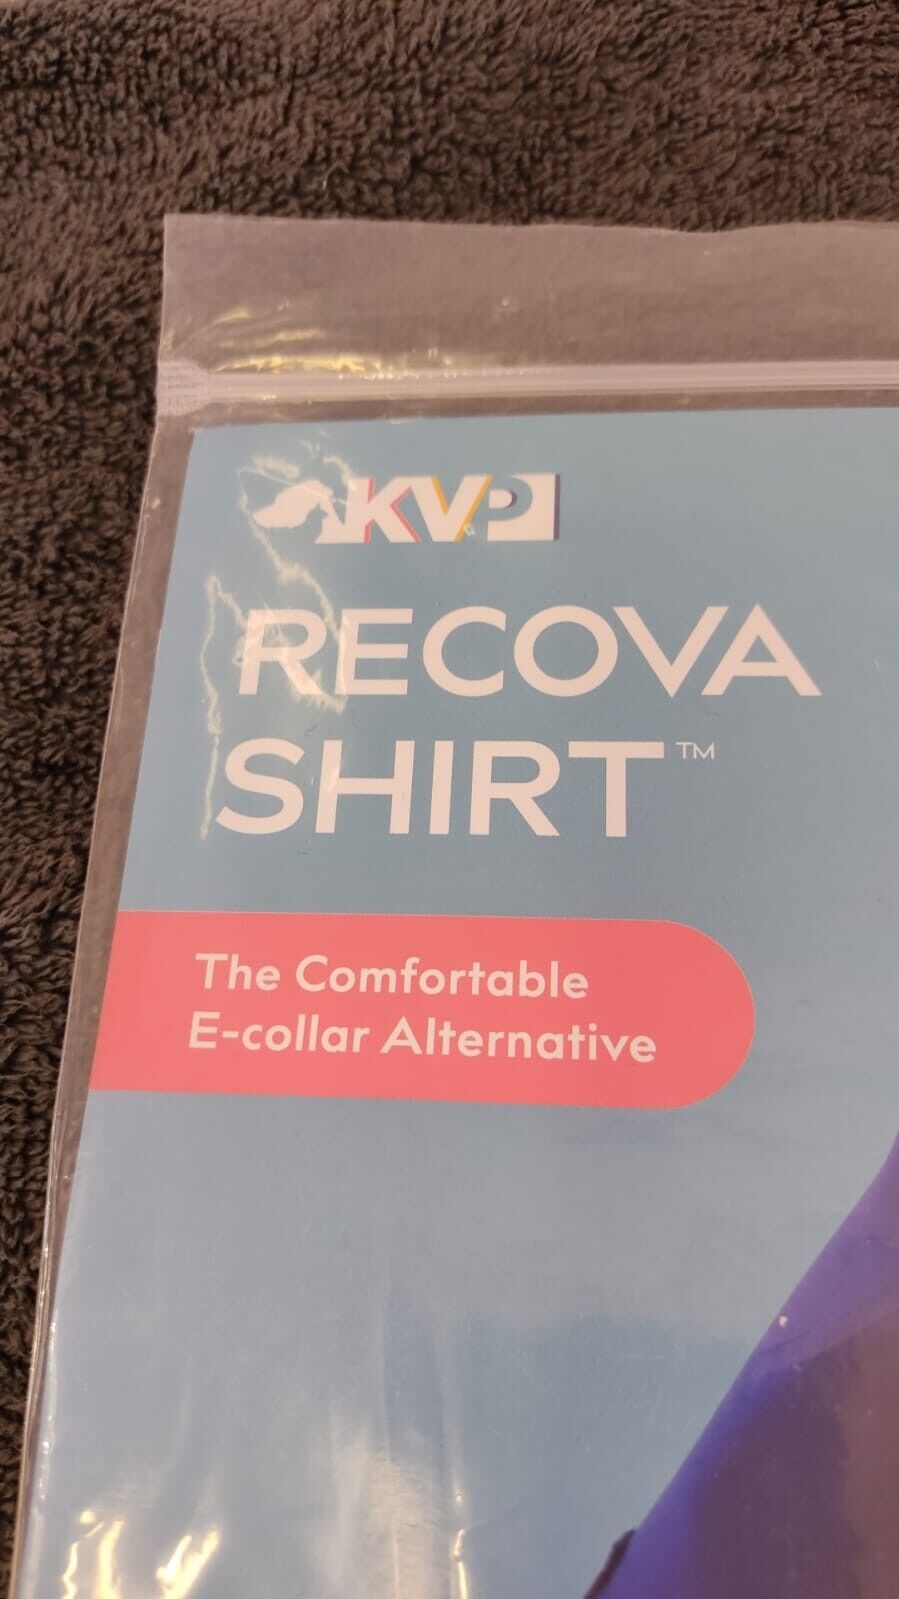 KVP
RECOVA
SHIRT™
The Comfortable
E-collar Alternative